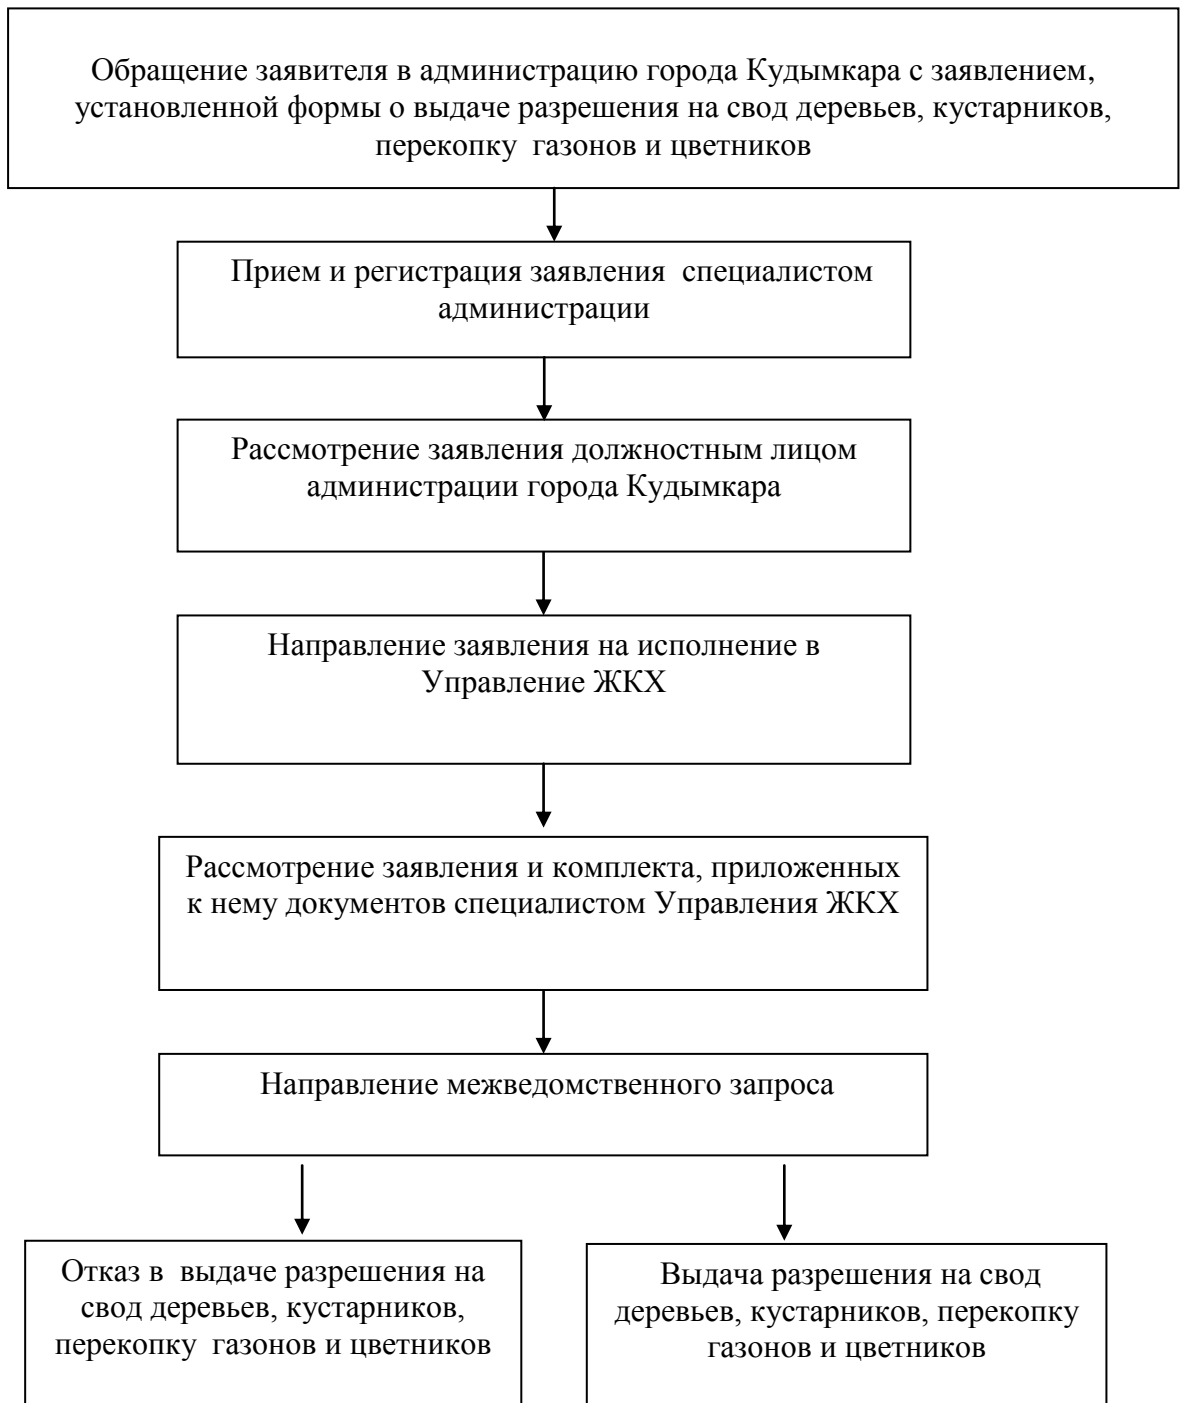 Обращение заявителя в администрацию города Кудымкара с заявлением,
установленной формы о выдаче разрешения на свод деревьев, кустарников,
перекопку газонов и цветников
Прием и регистрация заявления специалистом
администрации
Рассмотрение заявления должностным лицом
администрации города Кудымкара
Направление заявления на исполнение в
Управление ЖКХ
Рассмотрение заявления и комплекта, приложенных
к нему документов специалистом Управления ЖКХ
Направление межведомственного запроса
Отказ в выдаче разрешения на
свод деревьев, кустарников,
перекопку газонов и цветников
Выдача разрешения на свод
деревьев, кустарников, перекопку
газонов и цветников